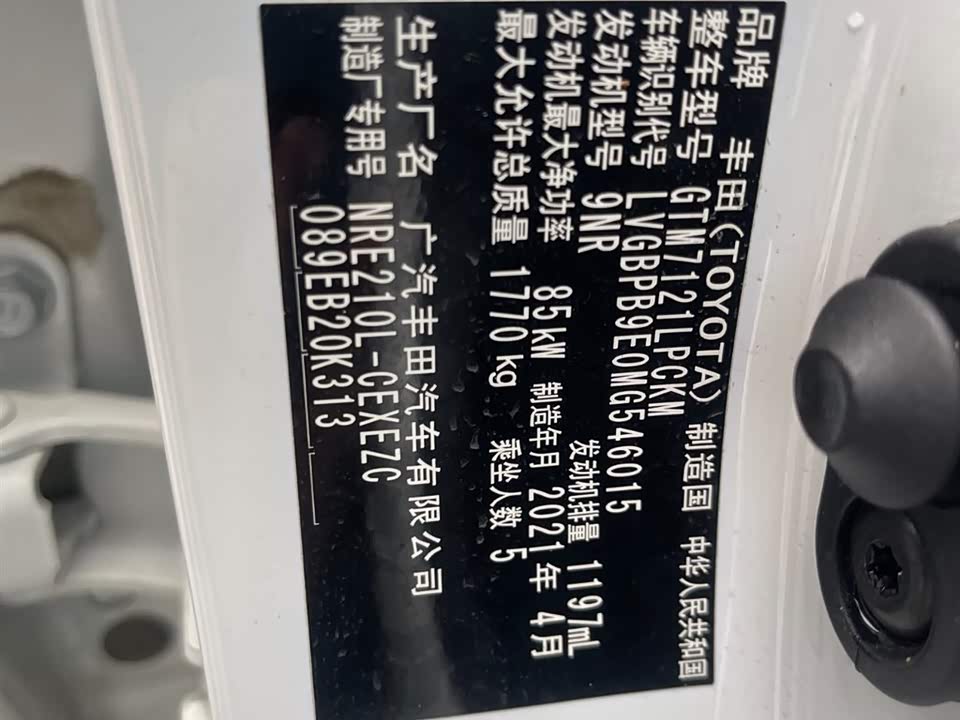 品牌 丰田(TOYOTA) 制造国 中华人民共和国
整车型号 GTM7121LPCKM
车辆识别代号 LVGBPB9E0MG546015
发动机型号 9NR 发动机排量 1197mL
发动机最大净功率 85kW 制造年月 2021年 4月
最大允许总质量 1770 kg 乘坐人数 5
生产厂名 广汽丰田汽车有限公司
制造厂专用号 NRE210L-GEXEZC
089EB20K313